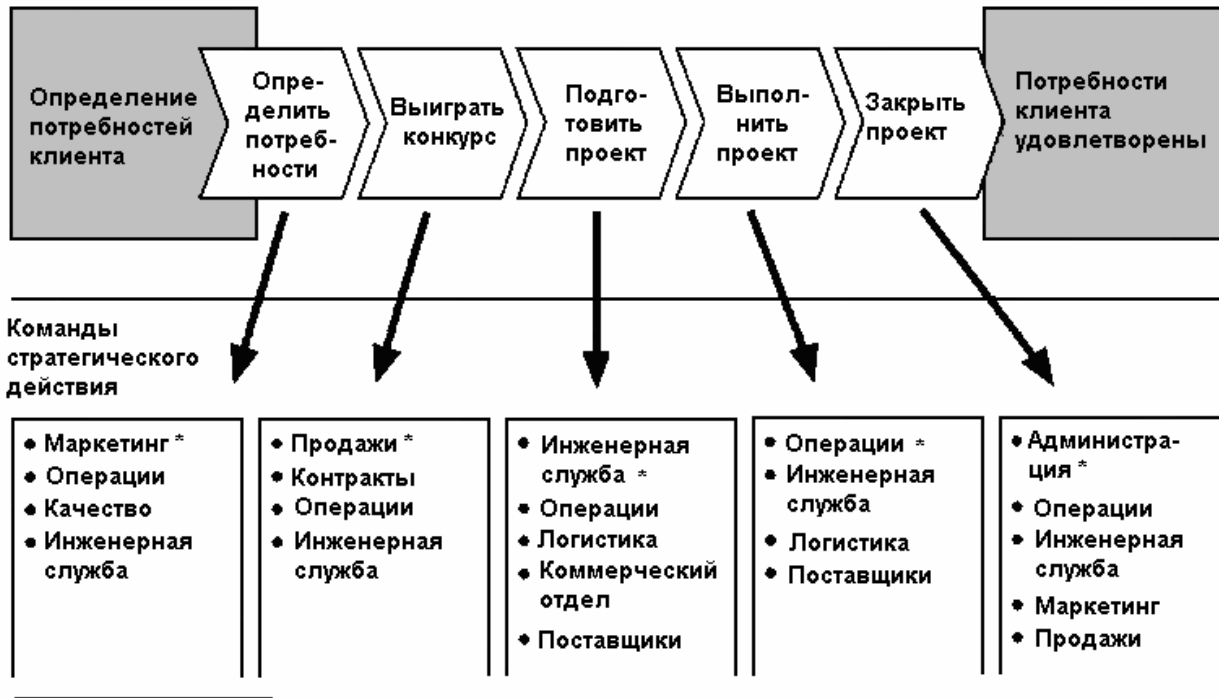 Определение
потребностей
клиента
Опре-
делить
потреб-
ности
Выиграть
конкурс
Подго-
товить
проект
Выпол-
нить
проект
Закрыть
проект
Потребности
клиента
удовлетворены
Команды
стратегического
действия
● Маркетинг *
● Операции
● Качество
● Инженерная
служба
● Продажи *
● Контракты
● Операции
● Инженерная
служба
● Инженерная
служба *
● Операции
● Логистика
● Коммерческий
отдел
● Поставщики
● Операции *
● Инженерная
служба
● Логистика
● Поставщики
● Администра-
ция *
● Операции
● Инженерная
служба
● Маркетинг
● Продажи